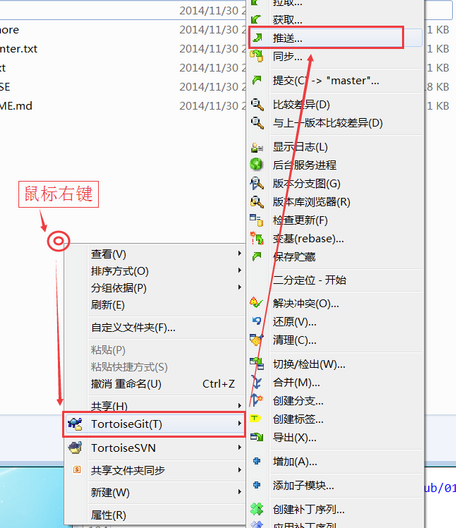 拉取...
2014/11/30 2
获取...
nore
2014/11/30 2
1 KB
推送...
nter.txt
2014/11/30 2
KB
同步...
xt
2014/11/30 2
1 KB
提交(C) -> "master"...
SE
2014/11/30 2
KB
比较差异(D)
ME.md
2014/11/30 2
1 KB
与上一版本比较差异(D)
显示日志(L)
后台服务进程
版本分支图(G)
鼠标右键
版本库浏览器(R)
检查更新(F)
变基(rebase)...
查看(V)
保存贮藏
排序方式(O)
二分定位 - 开始
分组依据(P)
刷新(E)
解决冲突(O)...
自定义文件夹(F)...
还原(V)...
清理(C)...
粘贴(P)
粘贴快捷方式(S)
切换/检出(W)...
撤消 重命名(U) Ctrl+Z
合并(M)...
共享(H)
创建分支...
TortoiseGit(T)
创建标签...
导出(X)...
TortoiseSVN
增加(A)...
共享文件夹同步
添加子模块...
新建(W)
ub/01
属性(R)
创建补丁序列...
应用补丁序列